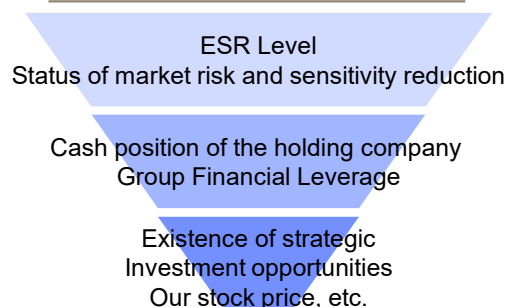 ESR Level
Status of market risk and sensitivity reduction
Cash position of the holding company
Group Financial Leverage
Existence of strategic
Investment opportunities
Our stock price, etc.